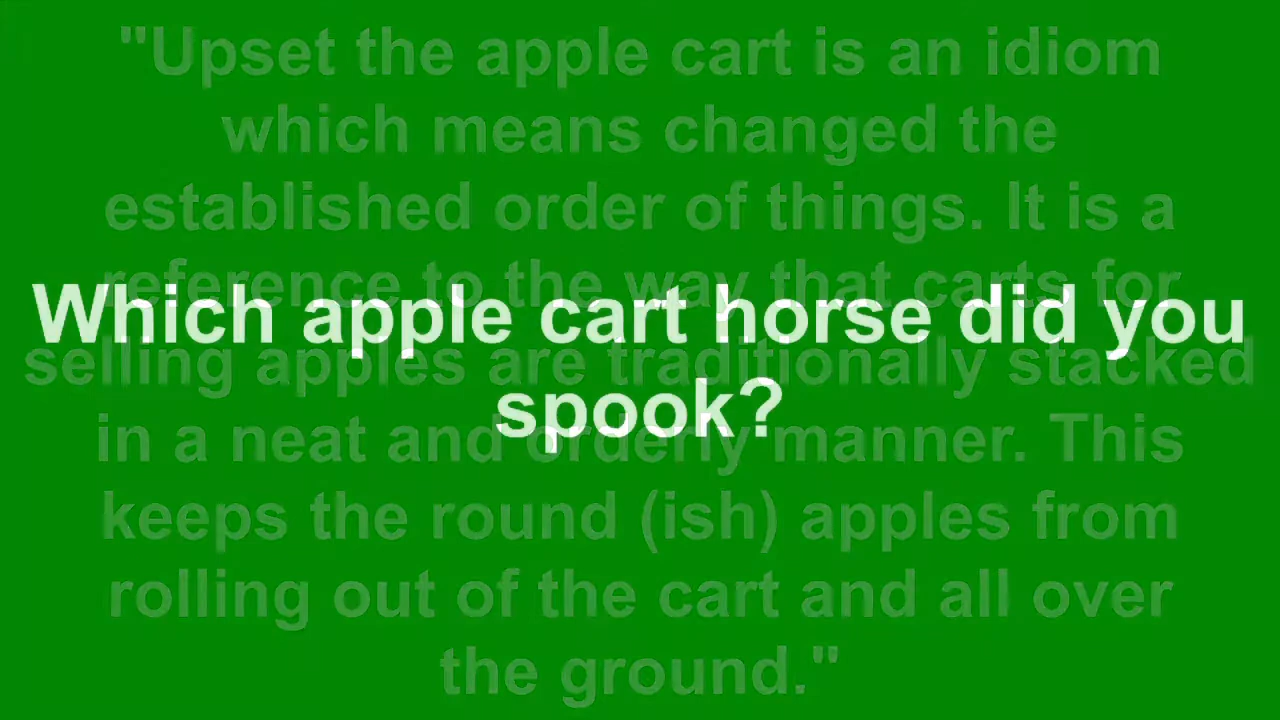 "Upset the apple cart is an idiom
which means changed the
established order of things. It is a
reference to the way that carts for
Which apple cart horse did you
selling apples are traditionally stacked
spook?
in a neat and orderly manner. This
keeps the round (ish) apples from
rolling out of the cart and all over
the ground."